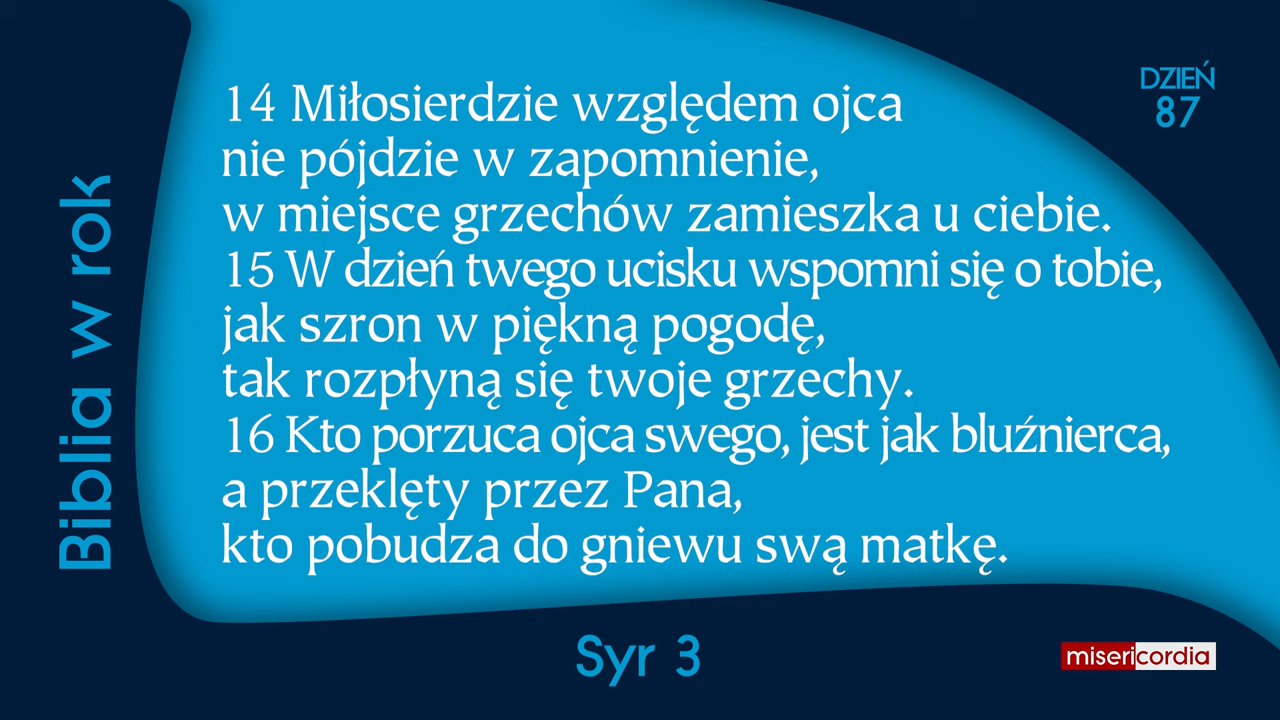 DZIEŃ
87
14 Miłosierdzie względem ojca
nie pójdzie w zapomnienie,
w miejsce grzechów zamieszka u ciebie.
15 W dzień twego ucisku wspomni się o tobie,
jak szron w piękną pogodę,
tak rozpłyną się twoje grzechy.
16 Kto porzuca ojca swego, jest jak bluźnierca,
a przeklęty przez Pana,
kto pobudza do gniewu swą matkę.
Biblia w rok
Syr 3
misericordia